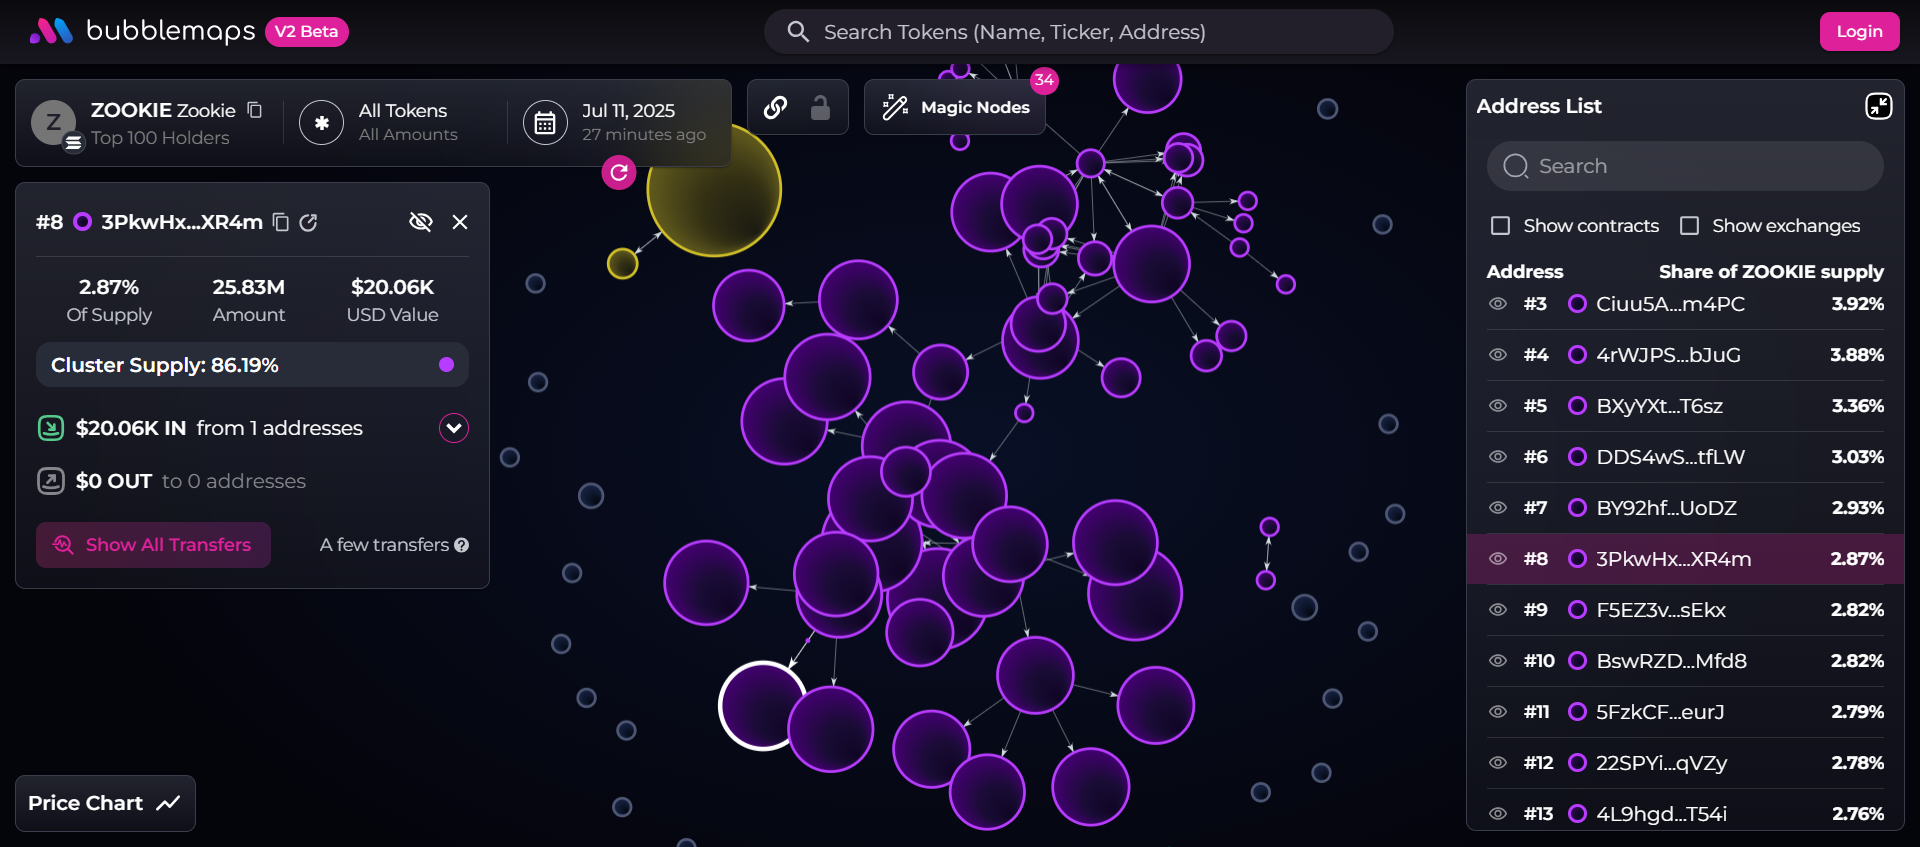 bubblemaps V2 Beta
Search Tokens (Name, Ticker, Address)
Login
Z
ZOOKIE Zookie
Top 100 Holders
All Tokens
All Amounts
Jul 11, 2025
27 minutes ago
Magic Nodes
34
#8 3PkwHx...XR4m
2.87%
Of Supply
25.83M
Amount
$20.06K
USD Value
Cluster Supply: 86.19%
$20.06K IN from 1 addresses
$0 OUT to 0 addresses
Show All Transfers
A few transfers ?
Price Chart
Address List
Search
Show contracts
Show exchanges
Address Share of ZOOKIE supply
#3 Ciuu5A...m4PC 3.92%
#4 4rWJPS...bJuG 3.88%
#5 BXyYXt...T6sz 3.36%
#6 DDS4wS...tfLW 3.03%
#7 BY92hf...UoDZ 2.93%
#8 3PkwHx...XR4m 2.87%
#9 F5EZ3v...sEkx 2.82%
#10 BswRZD...Mfd8 2.82%
#11 5FzkCF...eurJ 2.79%
#12 22SPYi...qVZy 2.78%
#13 4L9hgd...T54i 2.76%